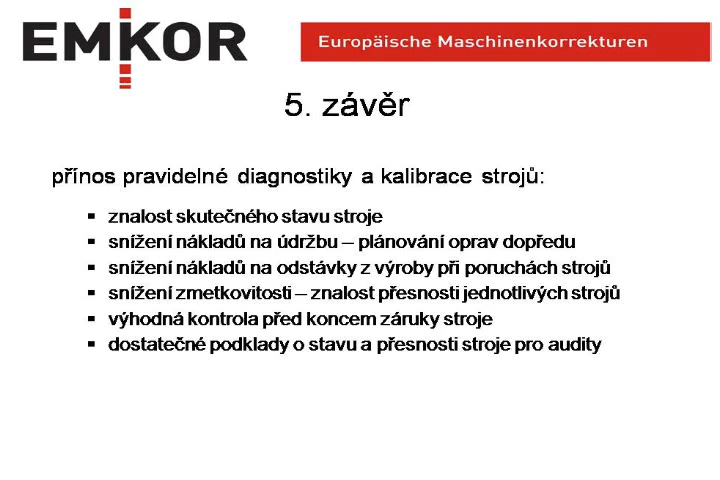 EMKOR
Europäische Maschinenkorrekturen
5. závěr
přínos pravidelné diagnostiky a kalibrace strojů:
▪ znalost skutečného stavu stroje
▪ snížení nákladů na údržbu – plánování oprav dopředu
▪ snížení nákladů na odstávky z výroby při poruchách strojů
▪ snížení zmetkovitosti – znalost přesnosti jednotlivých strojů
▪ výhodná kontrola před koncem záruky stroje
▪ dostatečné podklady o stavu a přesnosti stroje pro audity